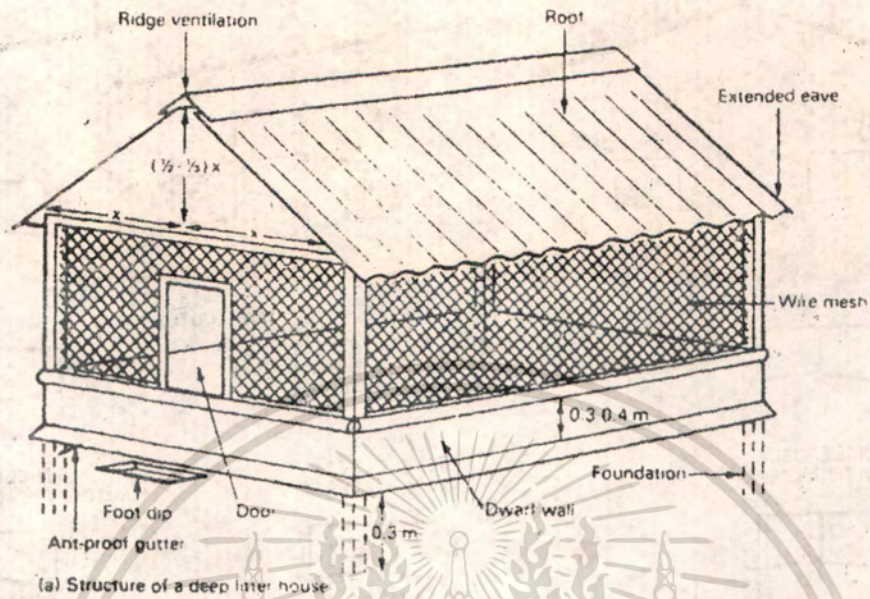 Ridge ventilation
Roof
Extended eave
(½-⅓)x
x
x
Wire mesh
0.3 0.4 m
Foundation
Foot dip
Door
Dwarf wall
0.3 m
Ant-proof gutter
(a) Structure of a deep litter house